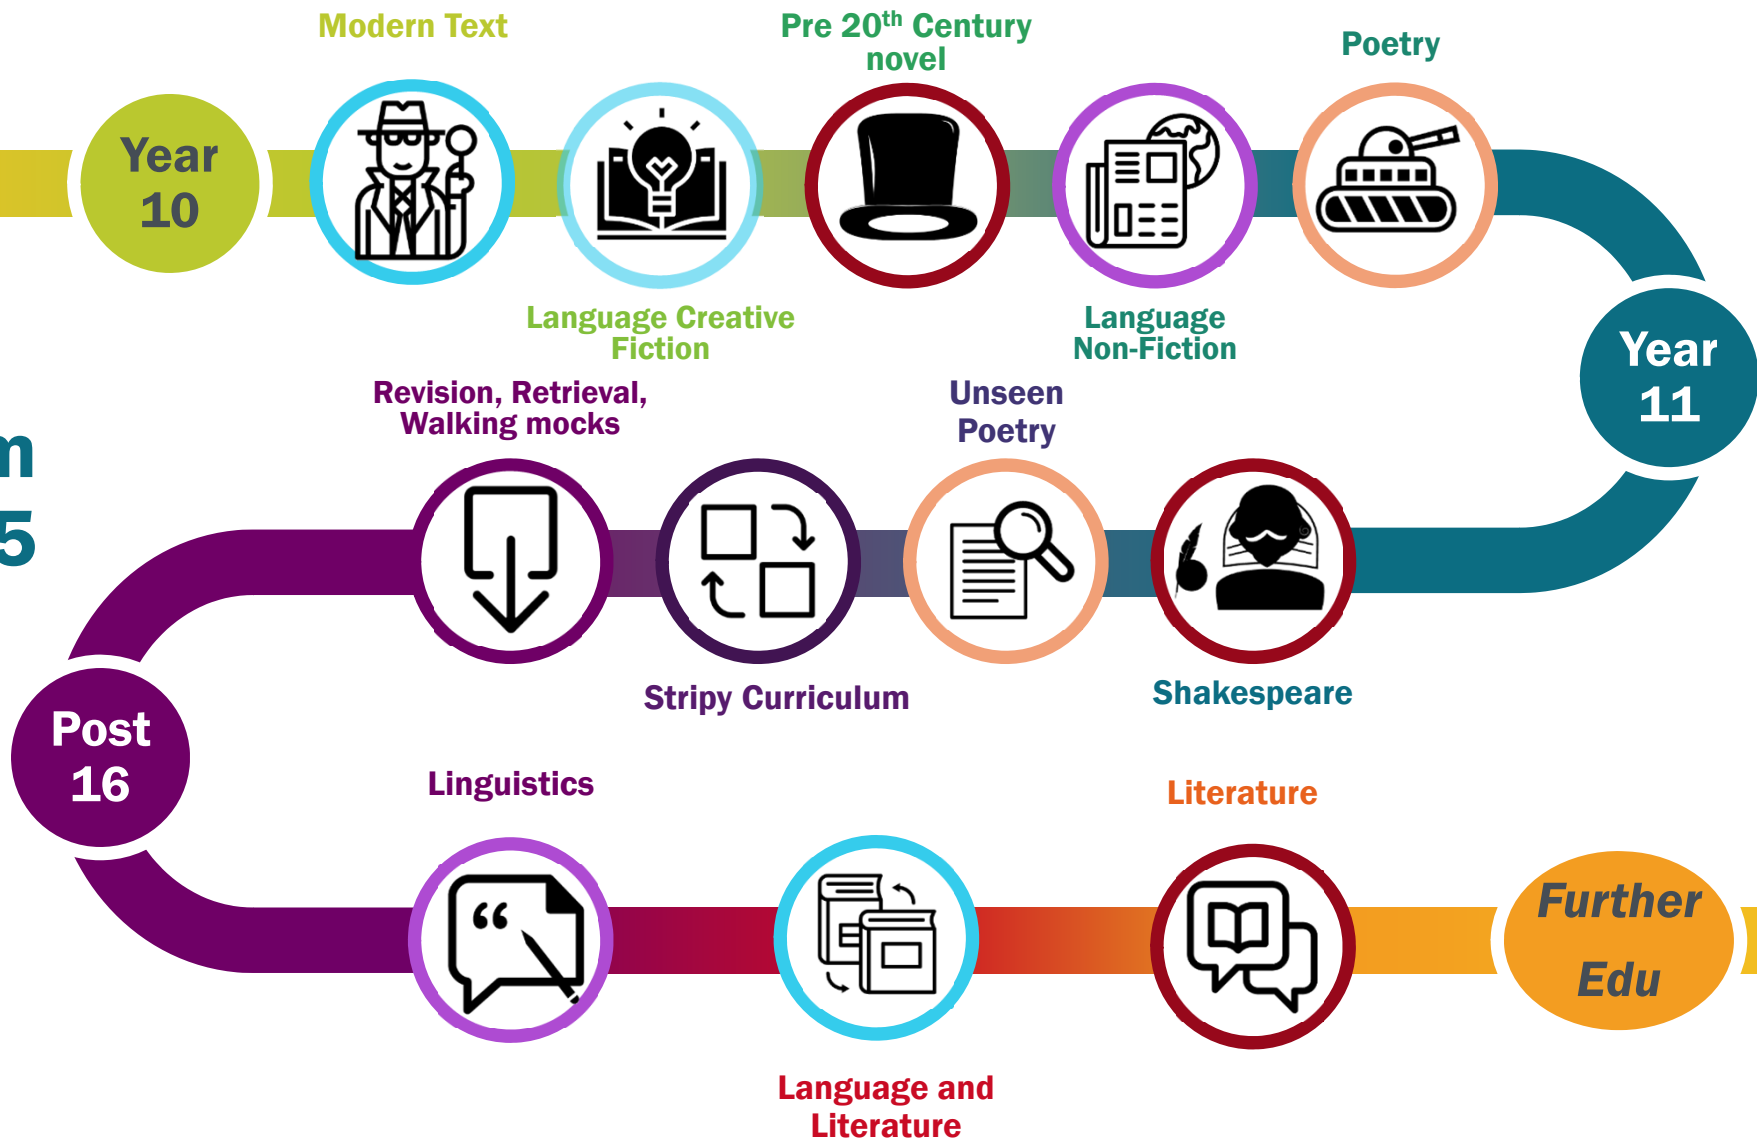 Modern Text
Pre 20th Century
novel
Poetry
Year
10
Language Creative
Fiction
Language
Non-Fiction
Year
11
Revision, Retrieval,
Walking mocks
Unseen
Poetry
m
5
Stripy Curriculum
Shakespeare
Post
16
Linguistics
Literature
Further
Edu
Language and
Literature